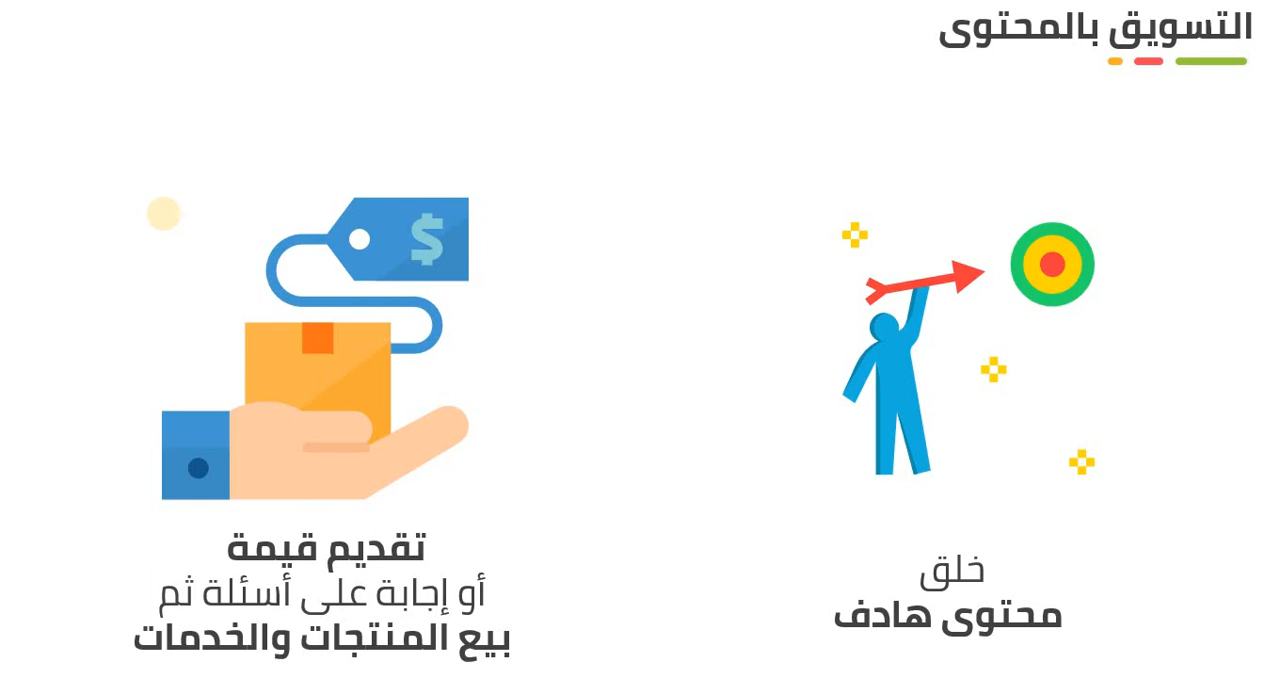 التسويق بالمحتوى
خلق
محتوى هادف
$
تقديم قيمة
أو إجابة على أسئلة ثم
بيع المنتجات والخدمات